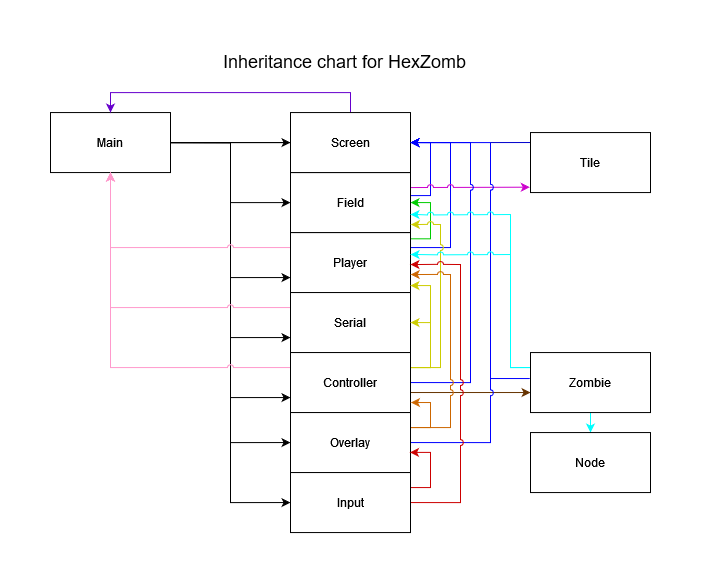 Inheritance chart for HexZomb
Main
Screen
Tile
Field
Player
Serial
Controller
Zombie
Overlay
Node
Input